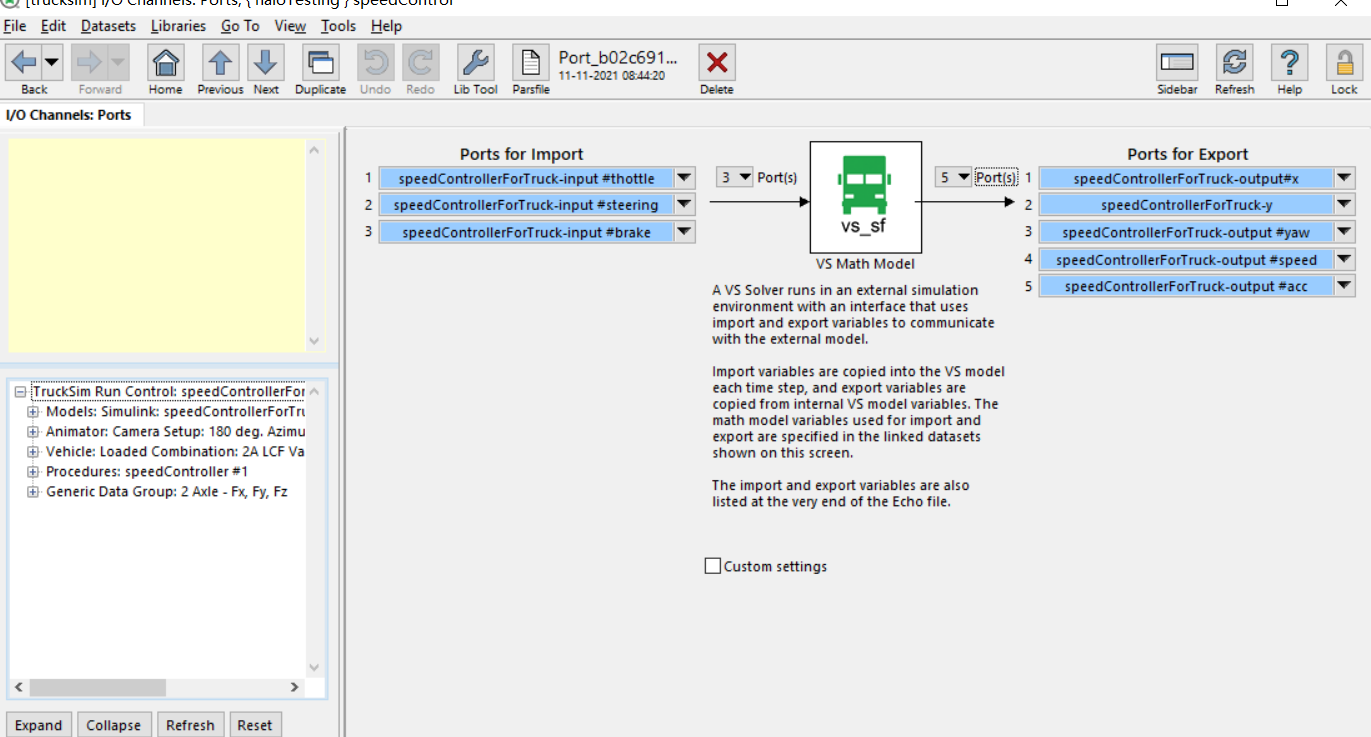 [trucksim] I/O Channels: Ports; { haloTesting } speedControl
File Edit Datasets Libraries Go To View Tools Help
Back Forward Home Previous Next Duplicate Undo Redo Lib Tool Parsfile Port_b02c691... 11-11-2021 08:44:20 Delete Sidebar Refresh Help Lock
I/O Channels: Ports
TruckSim Run Control: speedControllerFor
Models: Simulink: speedControllerForTru
Animator: Camera Setup: 180 deg. Azimu
Vehicle: Loaded Combination: 2A LCF Va
Procedures: speedController #1
Generic Data Group: 2 Axle - Fx, Fy, Fz
Expand Collapse Refresh Reset
Ports for Import
1 speedControllerForTruck-input #thottle
2 speedControllerForTruck-input #steering
3 speedControllerForTruck-input #brake
3 Port(s)
vs_sf
VS Math Model
5 Port(s)
A VS Solver runs in an external simulation
environment with an interface that uses
import and export variables to communicate
with the external model.
Import variables are copied into the VS model
each time step, and export variables are
copied from internal VS model variables. The
math model variables used for import and
export are specified in the linked datasets
shown on this screen.
The import and export variables are also
listed at the very end of the Echo file.
Custom settings
Ports for Export
1 speedControllerForTruck-output#x
2 speedControllerForTruck-y
3 speedControllerForTruck-output #yaw
4 speedControllerForTruck-output #speed
5 speedControllerForTruck-output #acc